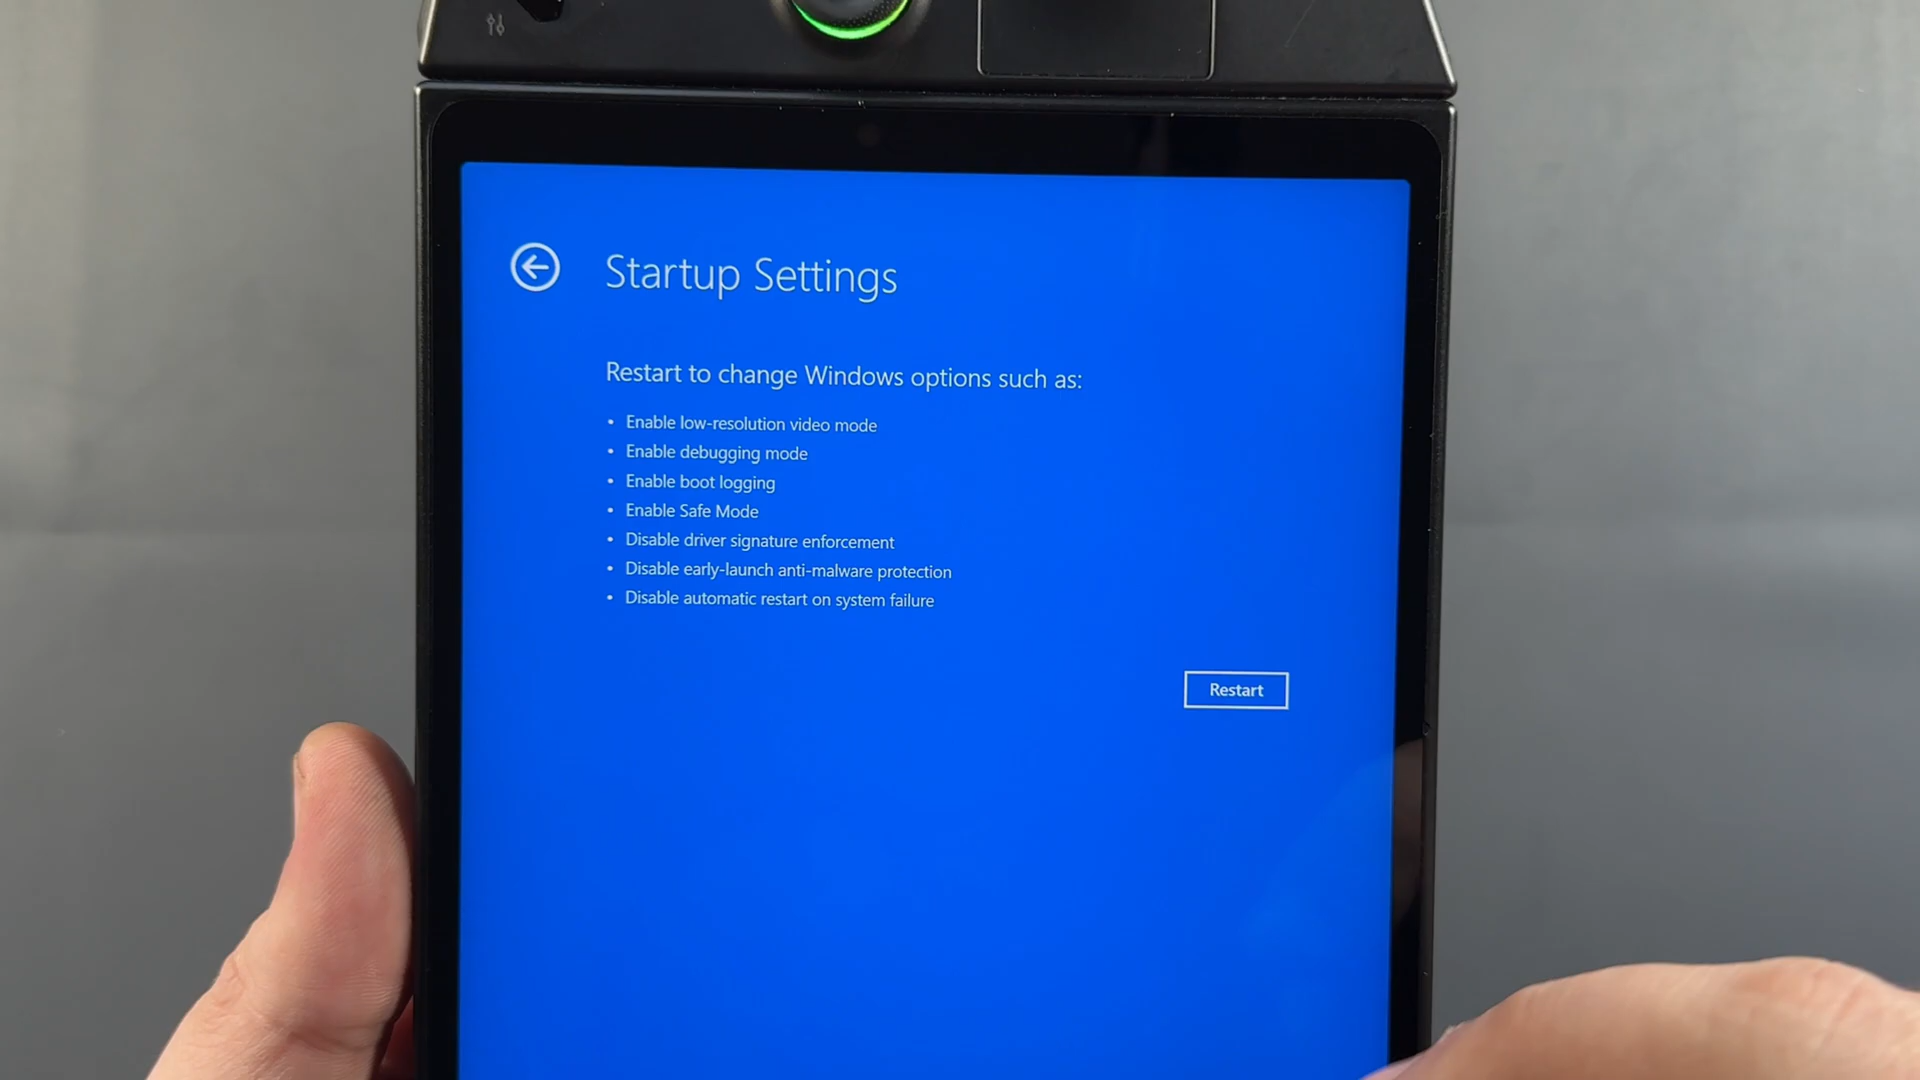 Startup Settings
Restart to change Windows options such as:
• Enable low-resolution video mode
• Enable debugging mode
• Enable boot logging
• Enable Safe Mode
• Disable driver signature enforcement
• Disable early-launch anti-malware protection
• Disable automatic restart on system failure
Restart